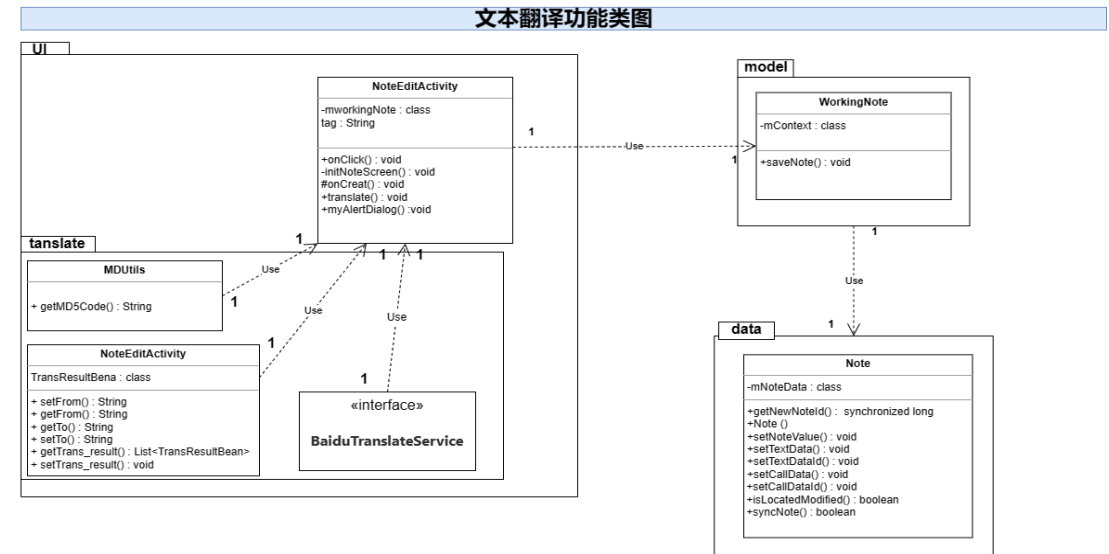 文本翻译功能类图
UI
NoteEditActivity
-mworkingNote : class
tag : String
+onClick() : void
-initNoteScreen() : void
#onCreat() : void
+translate() : void
+myAlertDialog() :void
1
Use
1
model
WorkingNote
-mContext : class
+saveNote() : void
1
Use
1
tanslate
MDUtils
+ getMD5Code() : String
1
Use
1
NoteEditActivity
TransResultBena : class
+ setFrom() : String
+ getFrom() : String
+ getTo() : String
+ setTo() : String
+ getTrans_result() : List<TransResultBean>
+ setTrans_result() : void
1
Use
1
«interface»
BaiduTranslateService
1
Use
1
data
Note
-mNoteData : class
+getNewNoteId() : synchronized long
+Note ()
+setNoteValue() : void
+setTextData() : void
+setTextDataId() : void
+setCallData() : void
+setCallDataId() : void
+isLocatedModified() : boolean
+syncNote() : boolean